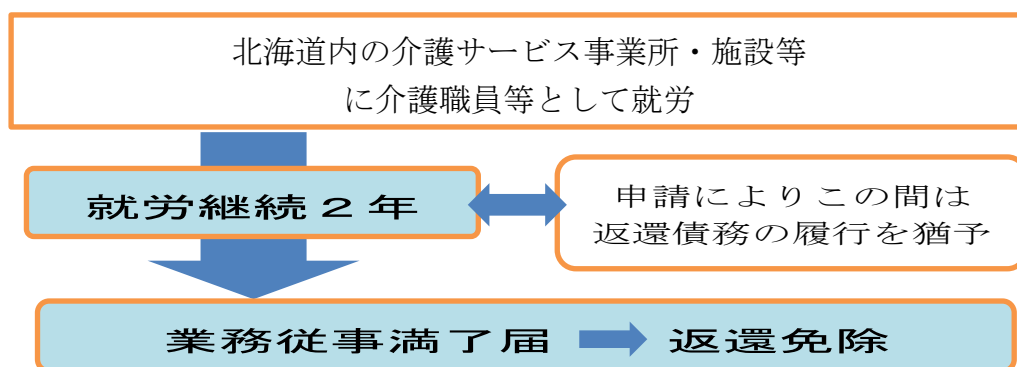 北海道内の介護サービス事業所・施設等
に介護職員等として就労
就労継続２年
申請によりこの間は
返還債務の履行を猶予
業務従事満了届
返還免除